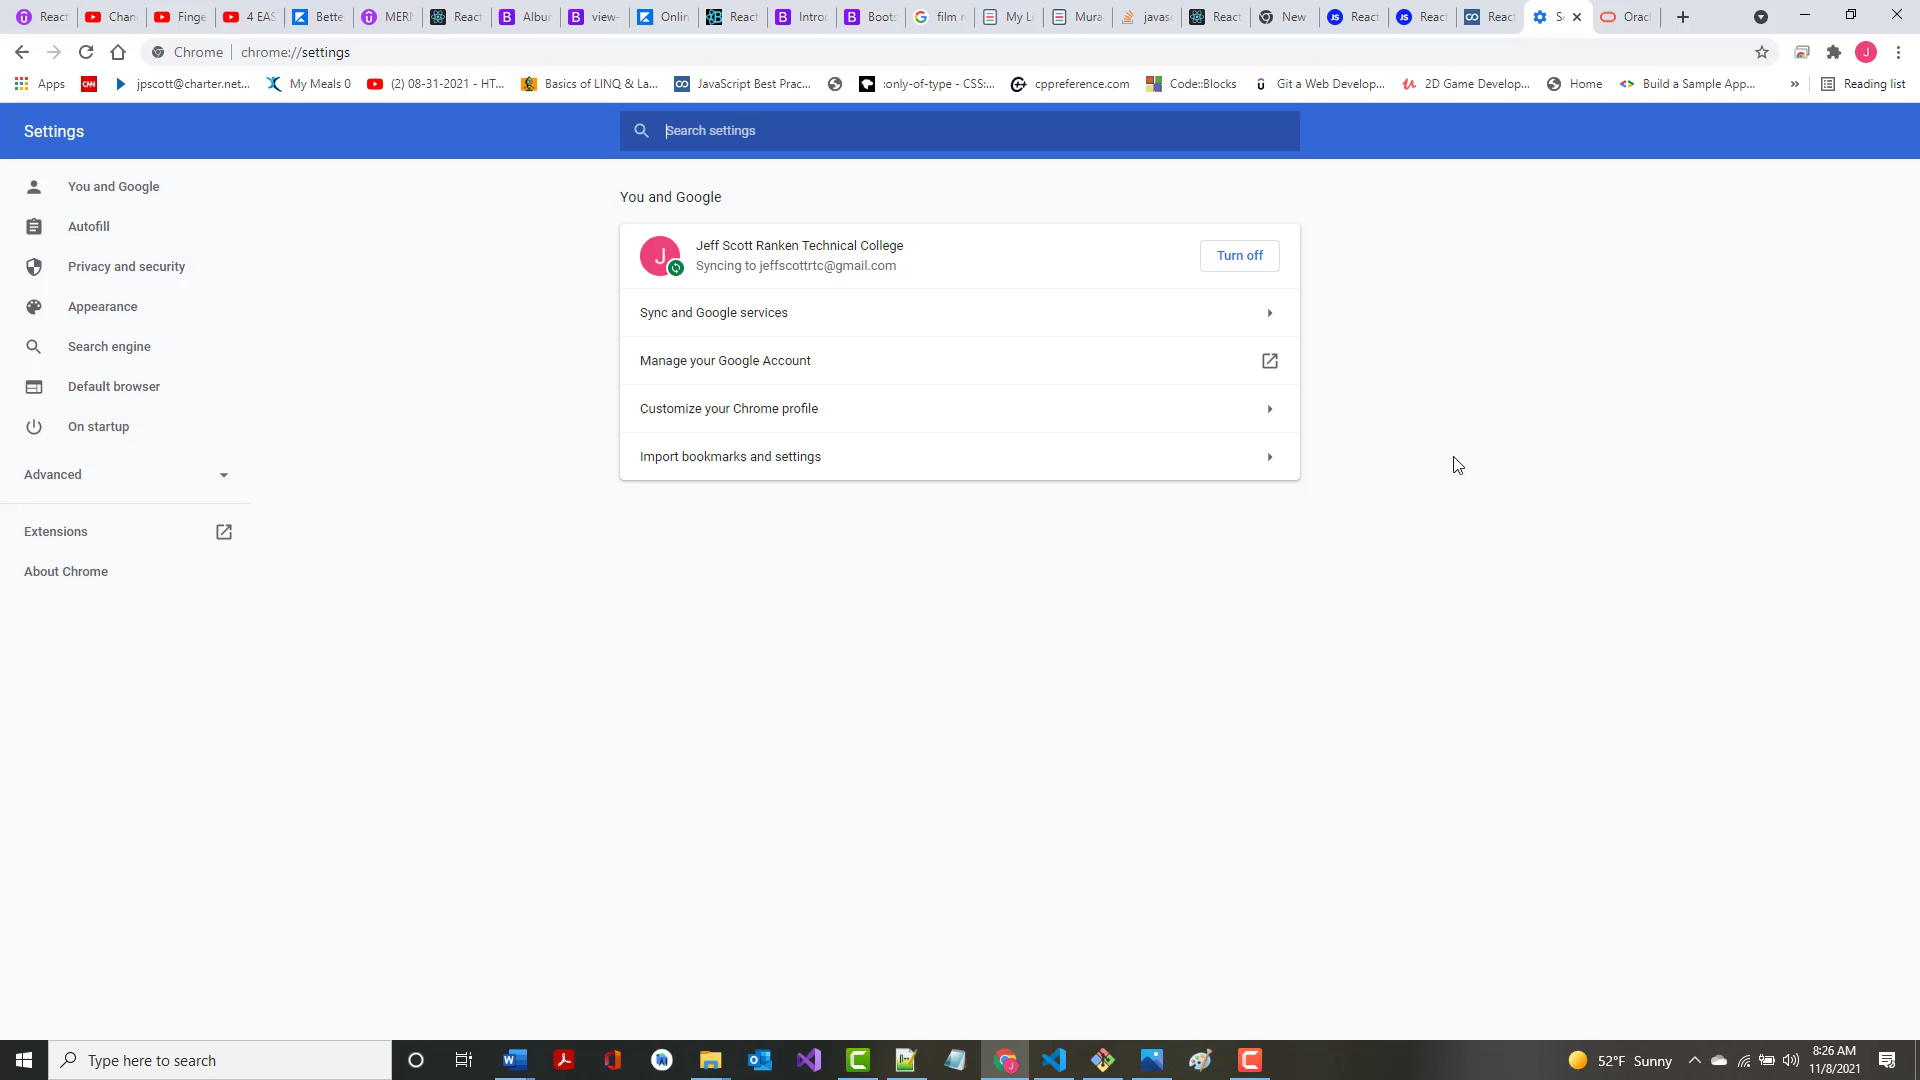 React
Chan
Finge
4 EAS
Bette
MERN
React
Albur
view-
Onlin
React
Introd
Boots
film r
My Li
Mura
javas
React
New
React
React
React
S
Oracl
Chrome
chrome://settings
J
Apps
CNN
jpscott@charter.net...
My Meals 0
(2) 08-31-2021 - HT...
Basics of LINQ & La...
JavaScript Best Prac...
:only-of-type - CSS:...
cppreference.com
Code::Blocks
Git a Web Develop...
2D Game Develop...
Home
Build a Sample App...
»
Reading list
Settings
Search settings
You and Google
Autofill
Privacy and security
Appearance
Search engine
Default browser
On startup
Advanced
Extensions
About Chrome
You and Google
J
Jeff Scott Ranken Technical College
Syncing to jeffscottrtc@gmail.com
Turn off
Sync and Google services
Manage your Google Account
Customize your Chrome profile
Import bookmarks and settings
Type here to search
52°F Sunny
8:26 AM
11/8/2021